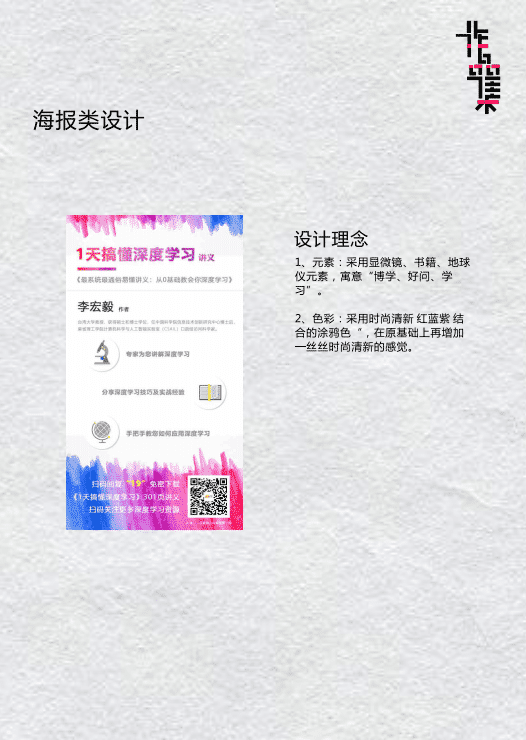 作品集
海报类设计
1天搞懂深度学习 讲义
《最系统最通俗易懂讲义：从0基础教会你深度学习》
李宏毅 作者
专家为您讲解深度学习
分享深度学习技巧及实战经验
手把手教您如何应用深度学习
扫码回复“19”免密下载
《1天搞懂深度学习》301页讲义
扫码关注更多深度学习资源
设计理念
1、元素：采用显微镜、书籍、地球
仪元素，寓意“博学、好问、学
习”。
2、色彩：采用时尚清新 红蓝紫 结
合的涂鸦色“，在原基础上再增加
一丝丝时尚清新的感觉。